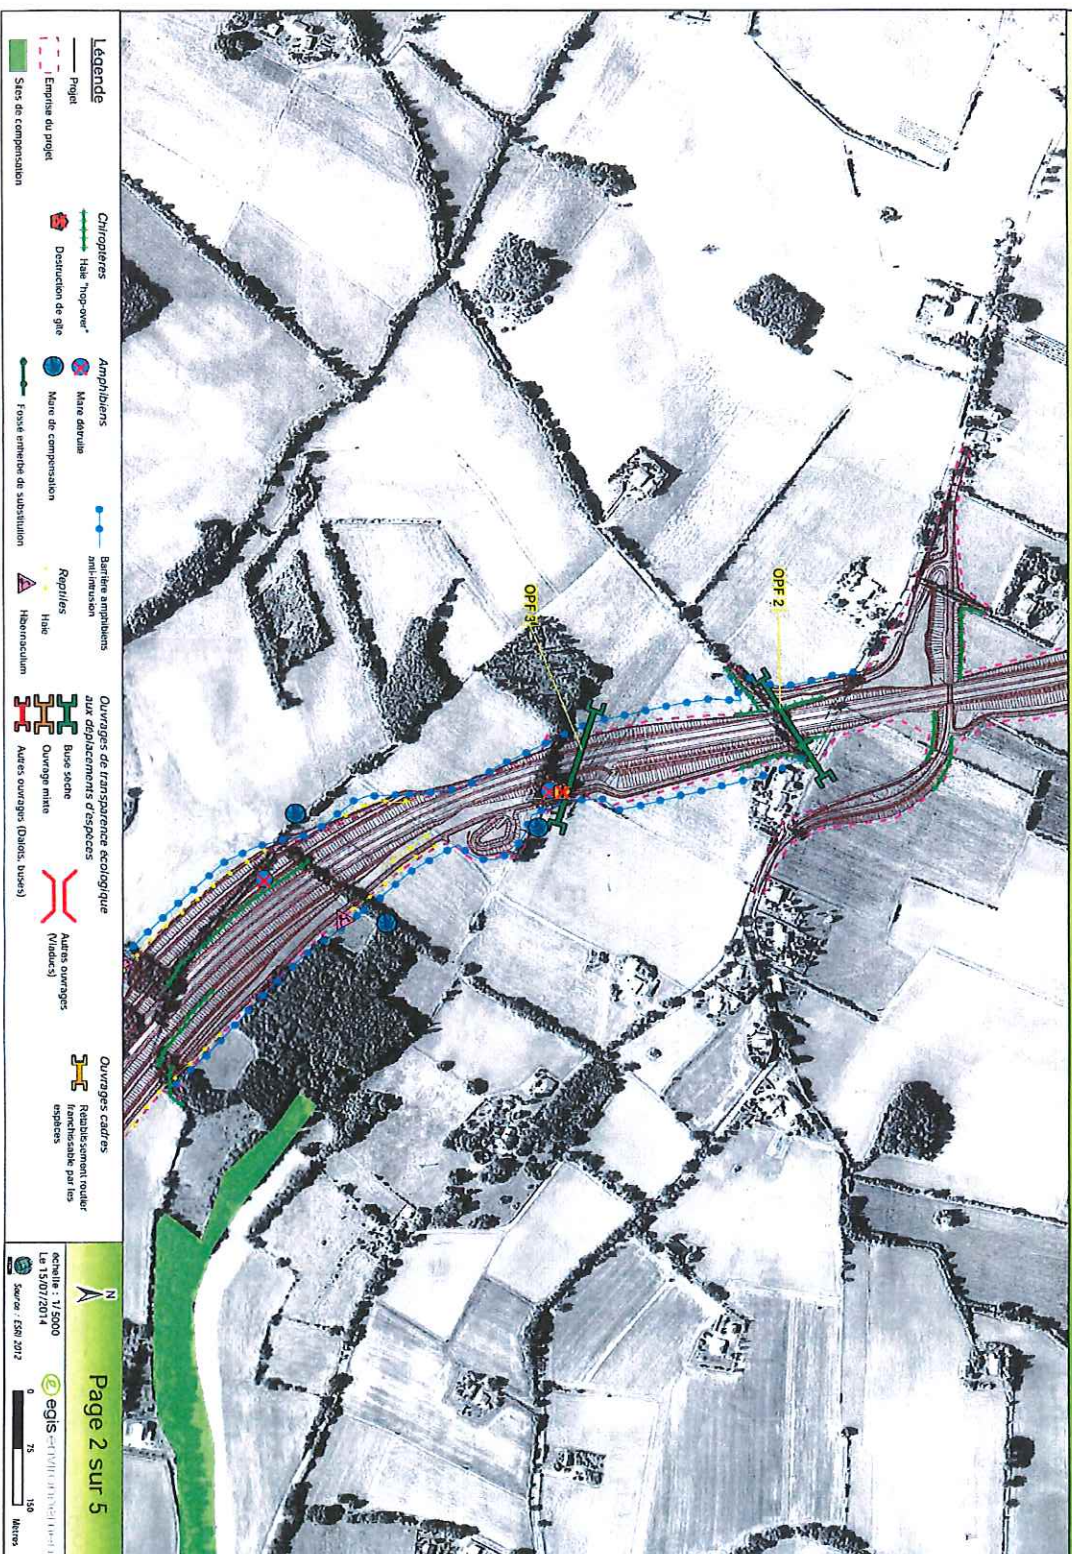 OPF 2
OPF 3
Légende
Projet
Emprise du projet
Sites de compensation
Chiroptères
Haie "hop-over"
Destruction de gîte
Amphibiens
Mare détruite
Mare de compensation
Fossé enherbé de substitution
Barrière amphibiens
anti-intrusion
Reptiles
Haie
Hibernaculum
Ouvrages de transparence écologique
aux déplacements d'espèces
Buse sèche
Ouvrage mixte
Autres ouvrages (Dalots, buses)
Autres ouvrages
(Viaducs)
Ouvrages cadres
Rétablissement routier
franchissable par les
espèces
Page 2 sur 5
N
echelle : 1/5000
Le 15/07/2014
egis environnement
Source : ESRI 2012
0 75 150
Mètres